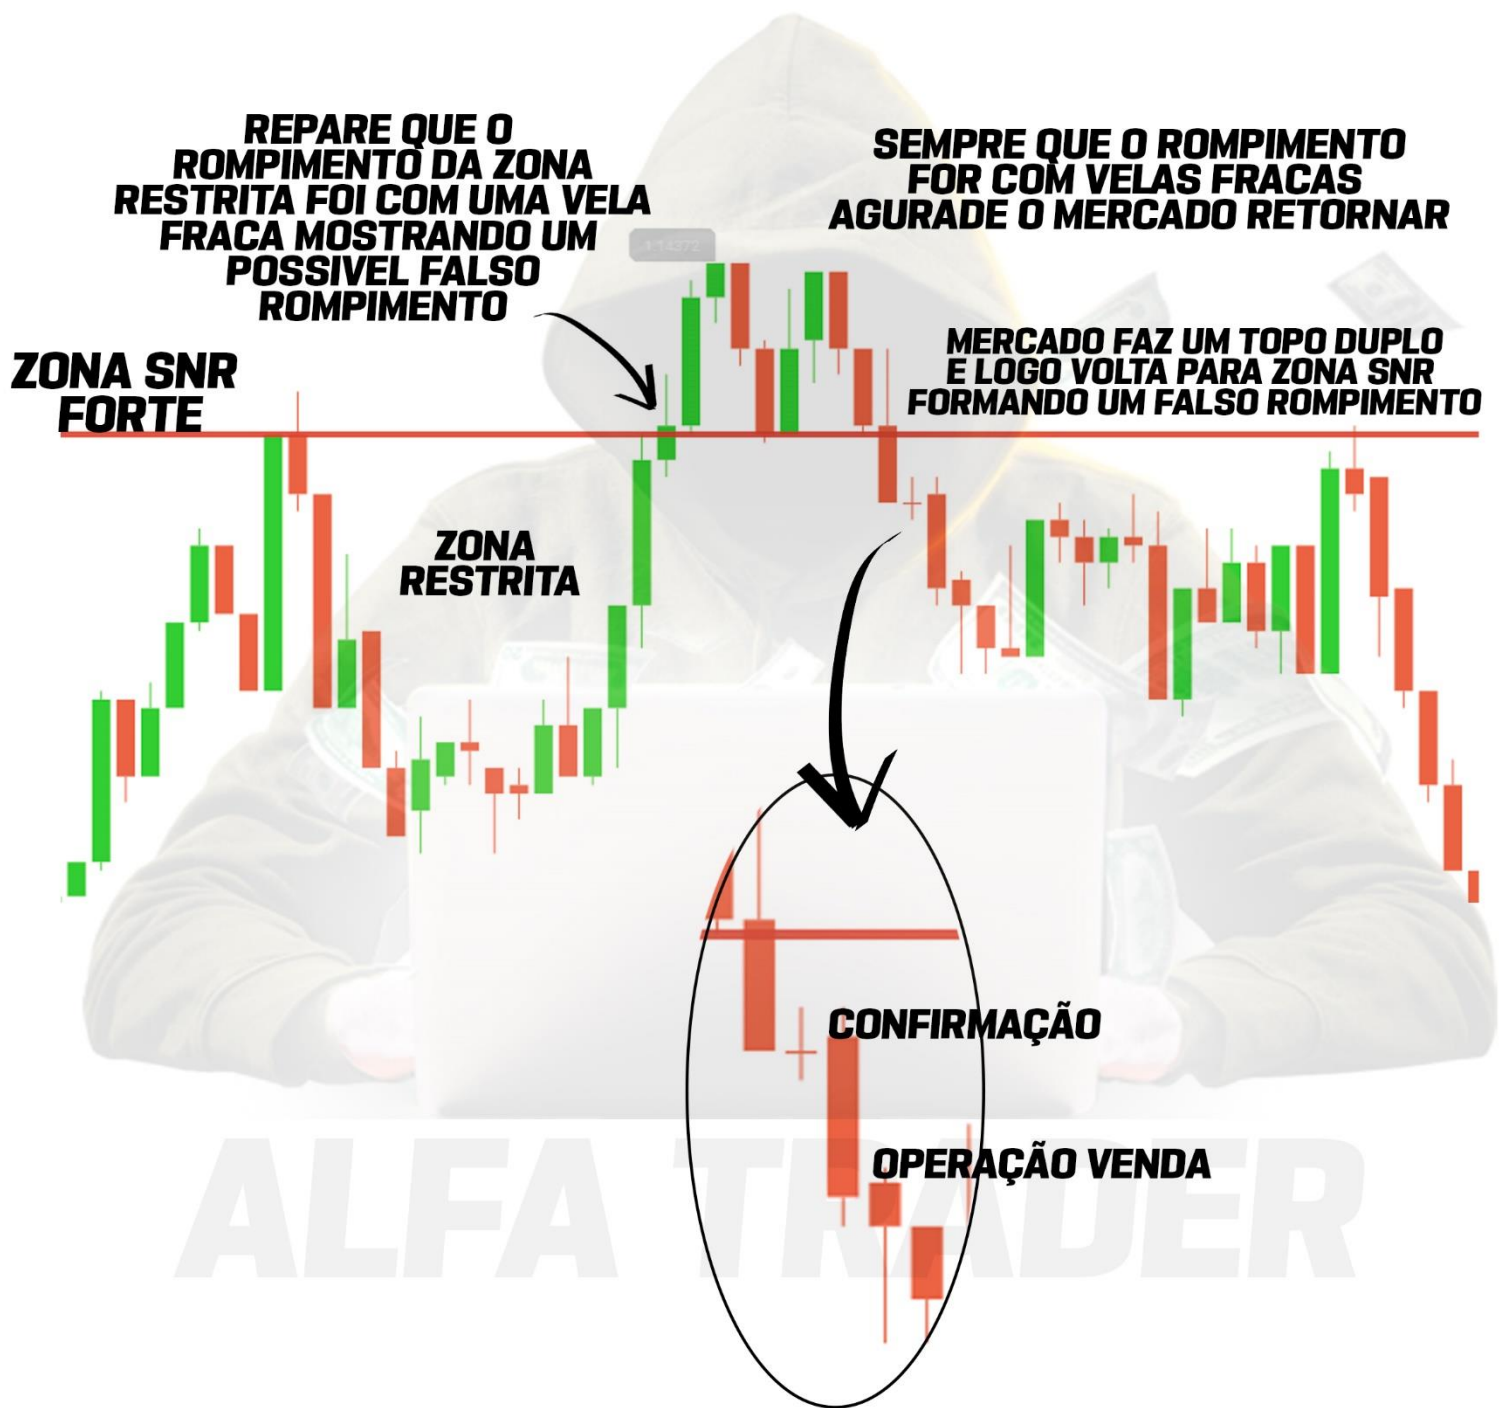 REPARE QUE O
ROMPIMENTO DA ZONA
RESTRITA FOI COM UMA VELA
FRACA MOSTRANDO UM
POSSIVEL FALSO
ROMPIMENTO
SEMPRE QUE O ROMPIMENTO
FOR COM VELAS FRACAS
AGURADE O MERCADO RETORNAR
1.14372
ZONA SNR
FORTE
MERCADO FAZ UM TOPO DUPLO
E LOGO VOLTA PARA ZONA SNR
FORMANDO UM FALSO ROMPIMENTO
ZONA
RESTRITA
CONFIRMAÇÃO
OPERAÇÃO VENDA
ALFA TRADER